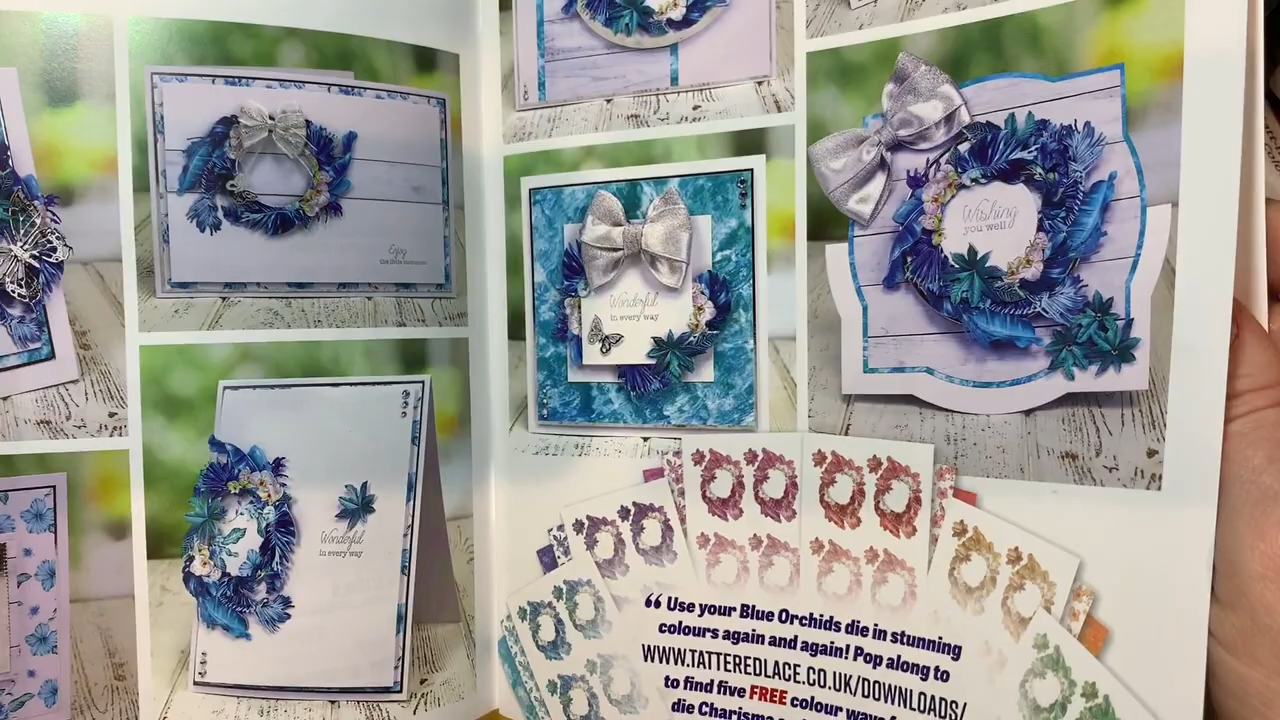 Enjoy
the little moments
Wonderful
in every way
Wonderful
in every way
Wishing
you well
“ Use your Blue Orchids die in stunning
colours again and again! Pop along to
WWW.TATTEREDLACE.CO.UK/DOWNLOADS/
to find five FREE colour ways
die Charisma